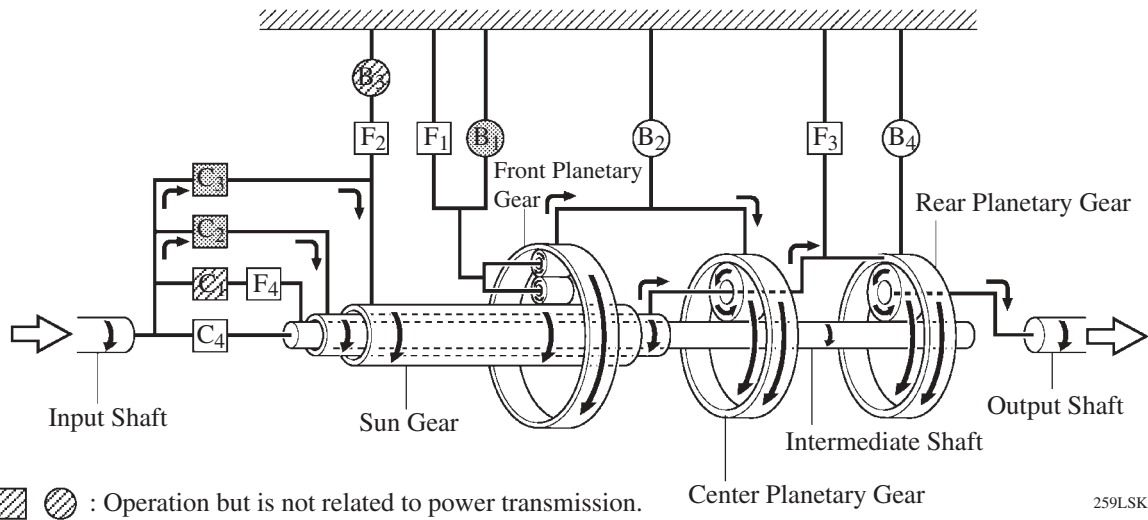 B3
F2
F1
B1
B2
F3
B4
Front Planetary
Gear
Rear Planetary Gear
C3
C2
C1
F4
C4
Input Shaft
Sun Gear
Output Shaft
Intermediate Shaft
Center Planetary Gear
: Operation but is not related to power transmission.
259LSK